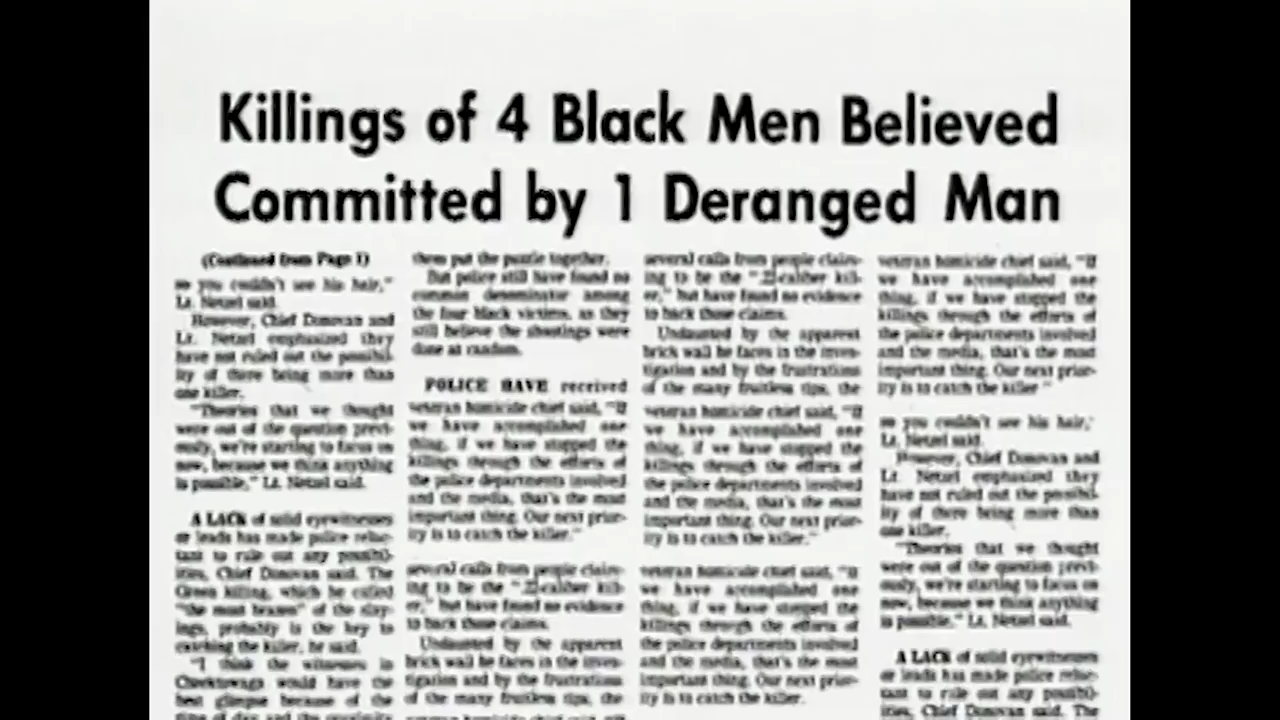 Killings of 4 Black Men Believed
Committed by 1 Deranged Man
(Continued from Page 1)
so you couldn't see his hair,"
Lt. Netzel said.
However, Chief Donovan and
Lt. Netzel emphasized they
have not ruled out the possibil-
ity of there being more than
one killer.
"Theories that we thought
were out of the question previ-
ously, we're starting to focus on
now, because we think anything
is possible," Lt. Netzel said.
A LACK of solid eyewitnesses
or leads has made police reluc-
tant to rule out any possibil-
ities, Chief Donovan said. The
Green killing, which he called
"the most brazen" of the slay-
ings, probably is the key to
catching the killer, he said.
"I think the witnesses in
Cheektowaga would have the
best glimpse because of the
time of day and the proximity
them put the puzzle together.
But police still have found no
common denominator among
the four black victims, as they
still believe the shootings were
done at random.
POLICE HAVE received
veteran homicide chief said, "If
we have accomplished one
thing, if we have stopped the
killings through the efforts of
the police departments involved
and the media, that's the most
important thing. Our next prior-
ity is to catch the killer."
several calls from people claim-
ing to be the ".22-caliber kill-
er," but have found no evidence
to back those claims.
Undaunted by the apparent
brick wall he faces in the inves-
tigation and by the frustrations
of the many fruitless tips, the
veteran homicide chief said,
several calls from people claim-
ing to be the ".22-caliber kill-
er," but have found no evidence
to back those claims.
Undaunted by the apparent
brick wall he faces in the inves-
tigation and by the frustrations
of the many fruitless tips, the
veteran homicide chief said, "If
we have accomplished one
thing, if we have stopped the
killings through the efforts of
the police departments involved
and the media, that's the most
important thing. Our next prior-
ity is to catch the killer."
veteran homicide chief said, "If
we have accomplished one
thing, if we have stopped the
killings through the efforts of
the police departments involved
and the media, that's the most
important thing. Our next prior-
ity is to catch the killer.
veteran homicide chief said, "If
we have accomplished one
thing, if we have stopped the
killings through the efforts of
the police departments involved
and the media, that's the most
important thing. Our next prior-
ity is to catch the killer."
so you couldn't see his hair,'
Lt. Netzel said.
However, Chief Donovan and
Lt. Netzel emphasized they
have not ruled out the possibil-
ity of there being more than
one killer.
"Theories that we thought
were out of the question previ-
ously, we're starting to focus on
now, because we think anything
is possible," Lt. Netzel said.
A LACK of solid eyewitnesses
or leads has made police reluc-
tant to rule out any possibil-
ities, Chief Donovan said. The